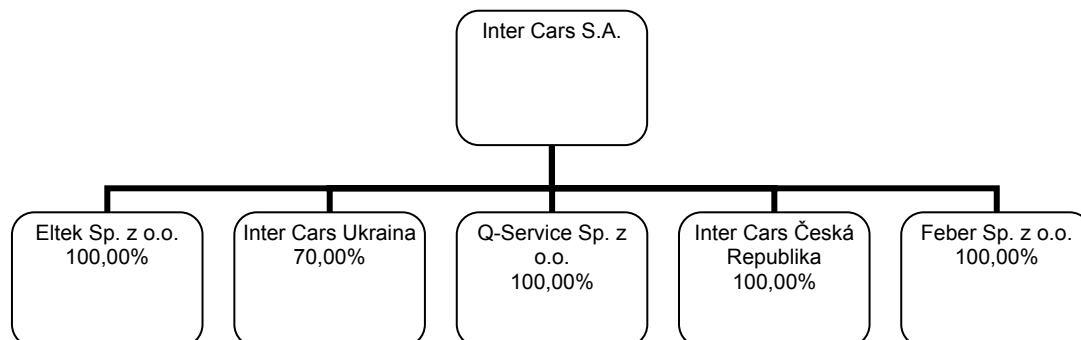 Inter Cars S.A.
Eltek Sp. z o.o.
100,00%
Inter Cars Ukraina
70,00%
Q-Service Sp. z
o.o.
100,00%
Inter Cars Česká
Republika
100,00%
Feber Sp. z o.o.
100,00%